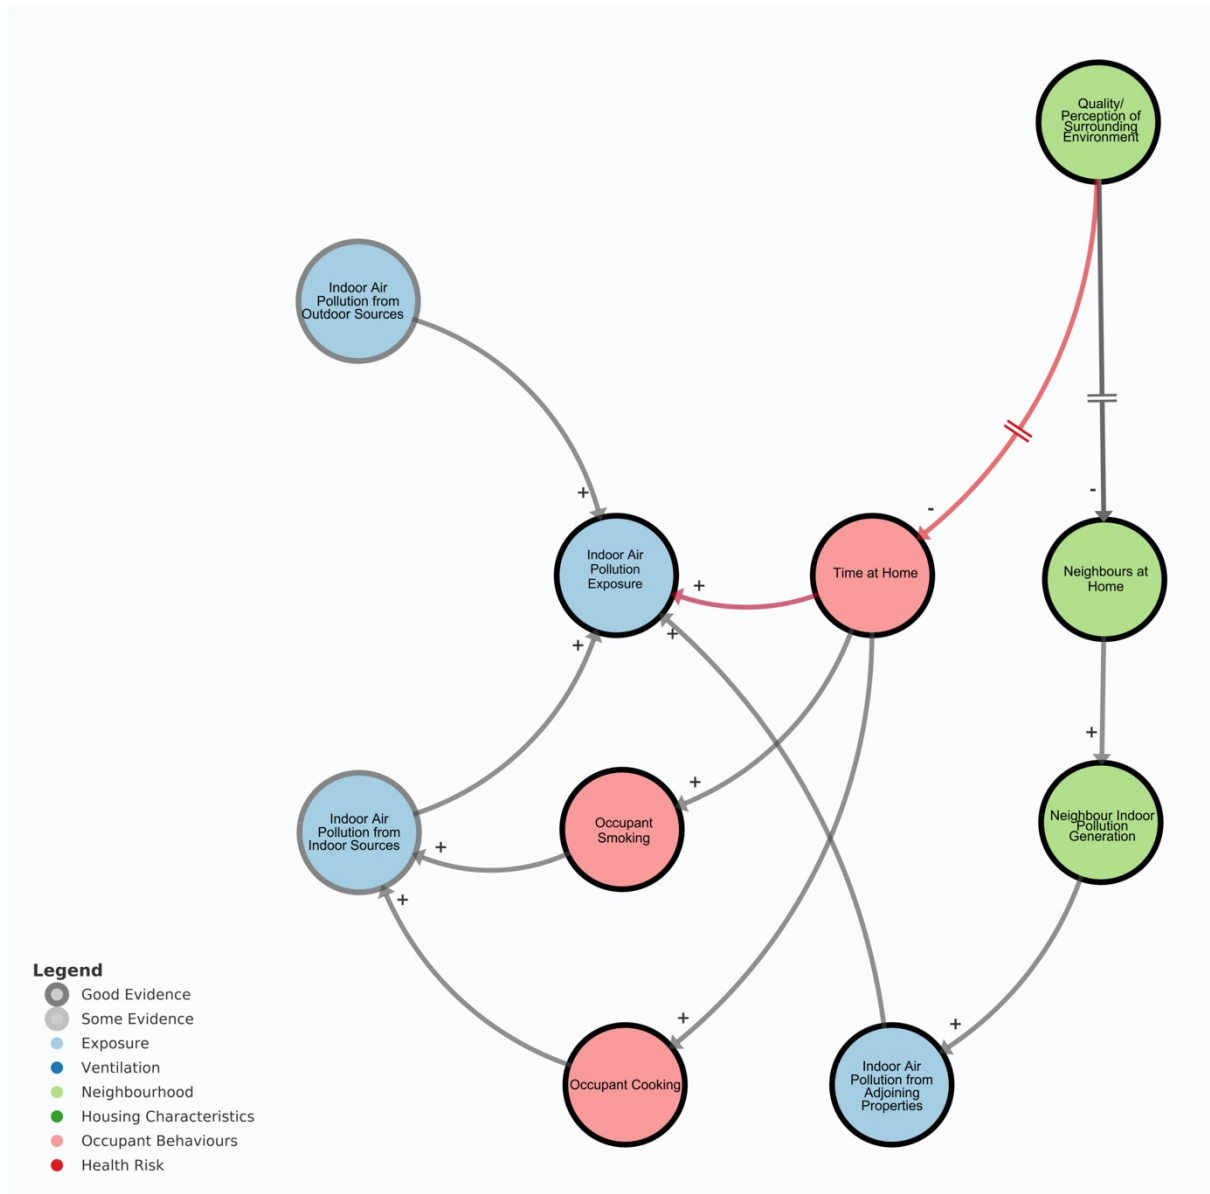 Quality/
Perception of
Surrounding
Environment
Indoor Air
Pollution from
Outdoor Sources
+
-
-
Indoor Air
Pollution
Exposure
+
Time at Home
Neighbours at
Home
+
+
+
+
Indoor Air
Pollution from
Indoor Sources
+
Occupant
Smoking
+
Neighbour Indoor
Pollution
Generation
+
+
+
Occupant Cooking
Indoor Air
Pollution from
Adjoining
Properties
Legend
Good Evidence
Some Evidence
Exposure
Ventilation
Neighbourhood
Housing Characteristics
Occupant Behaviours
Health Risk